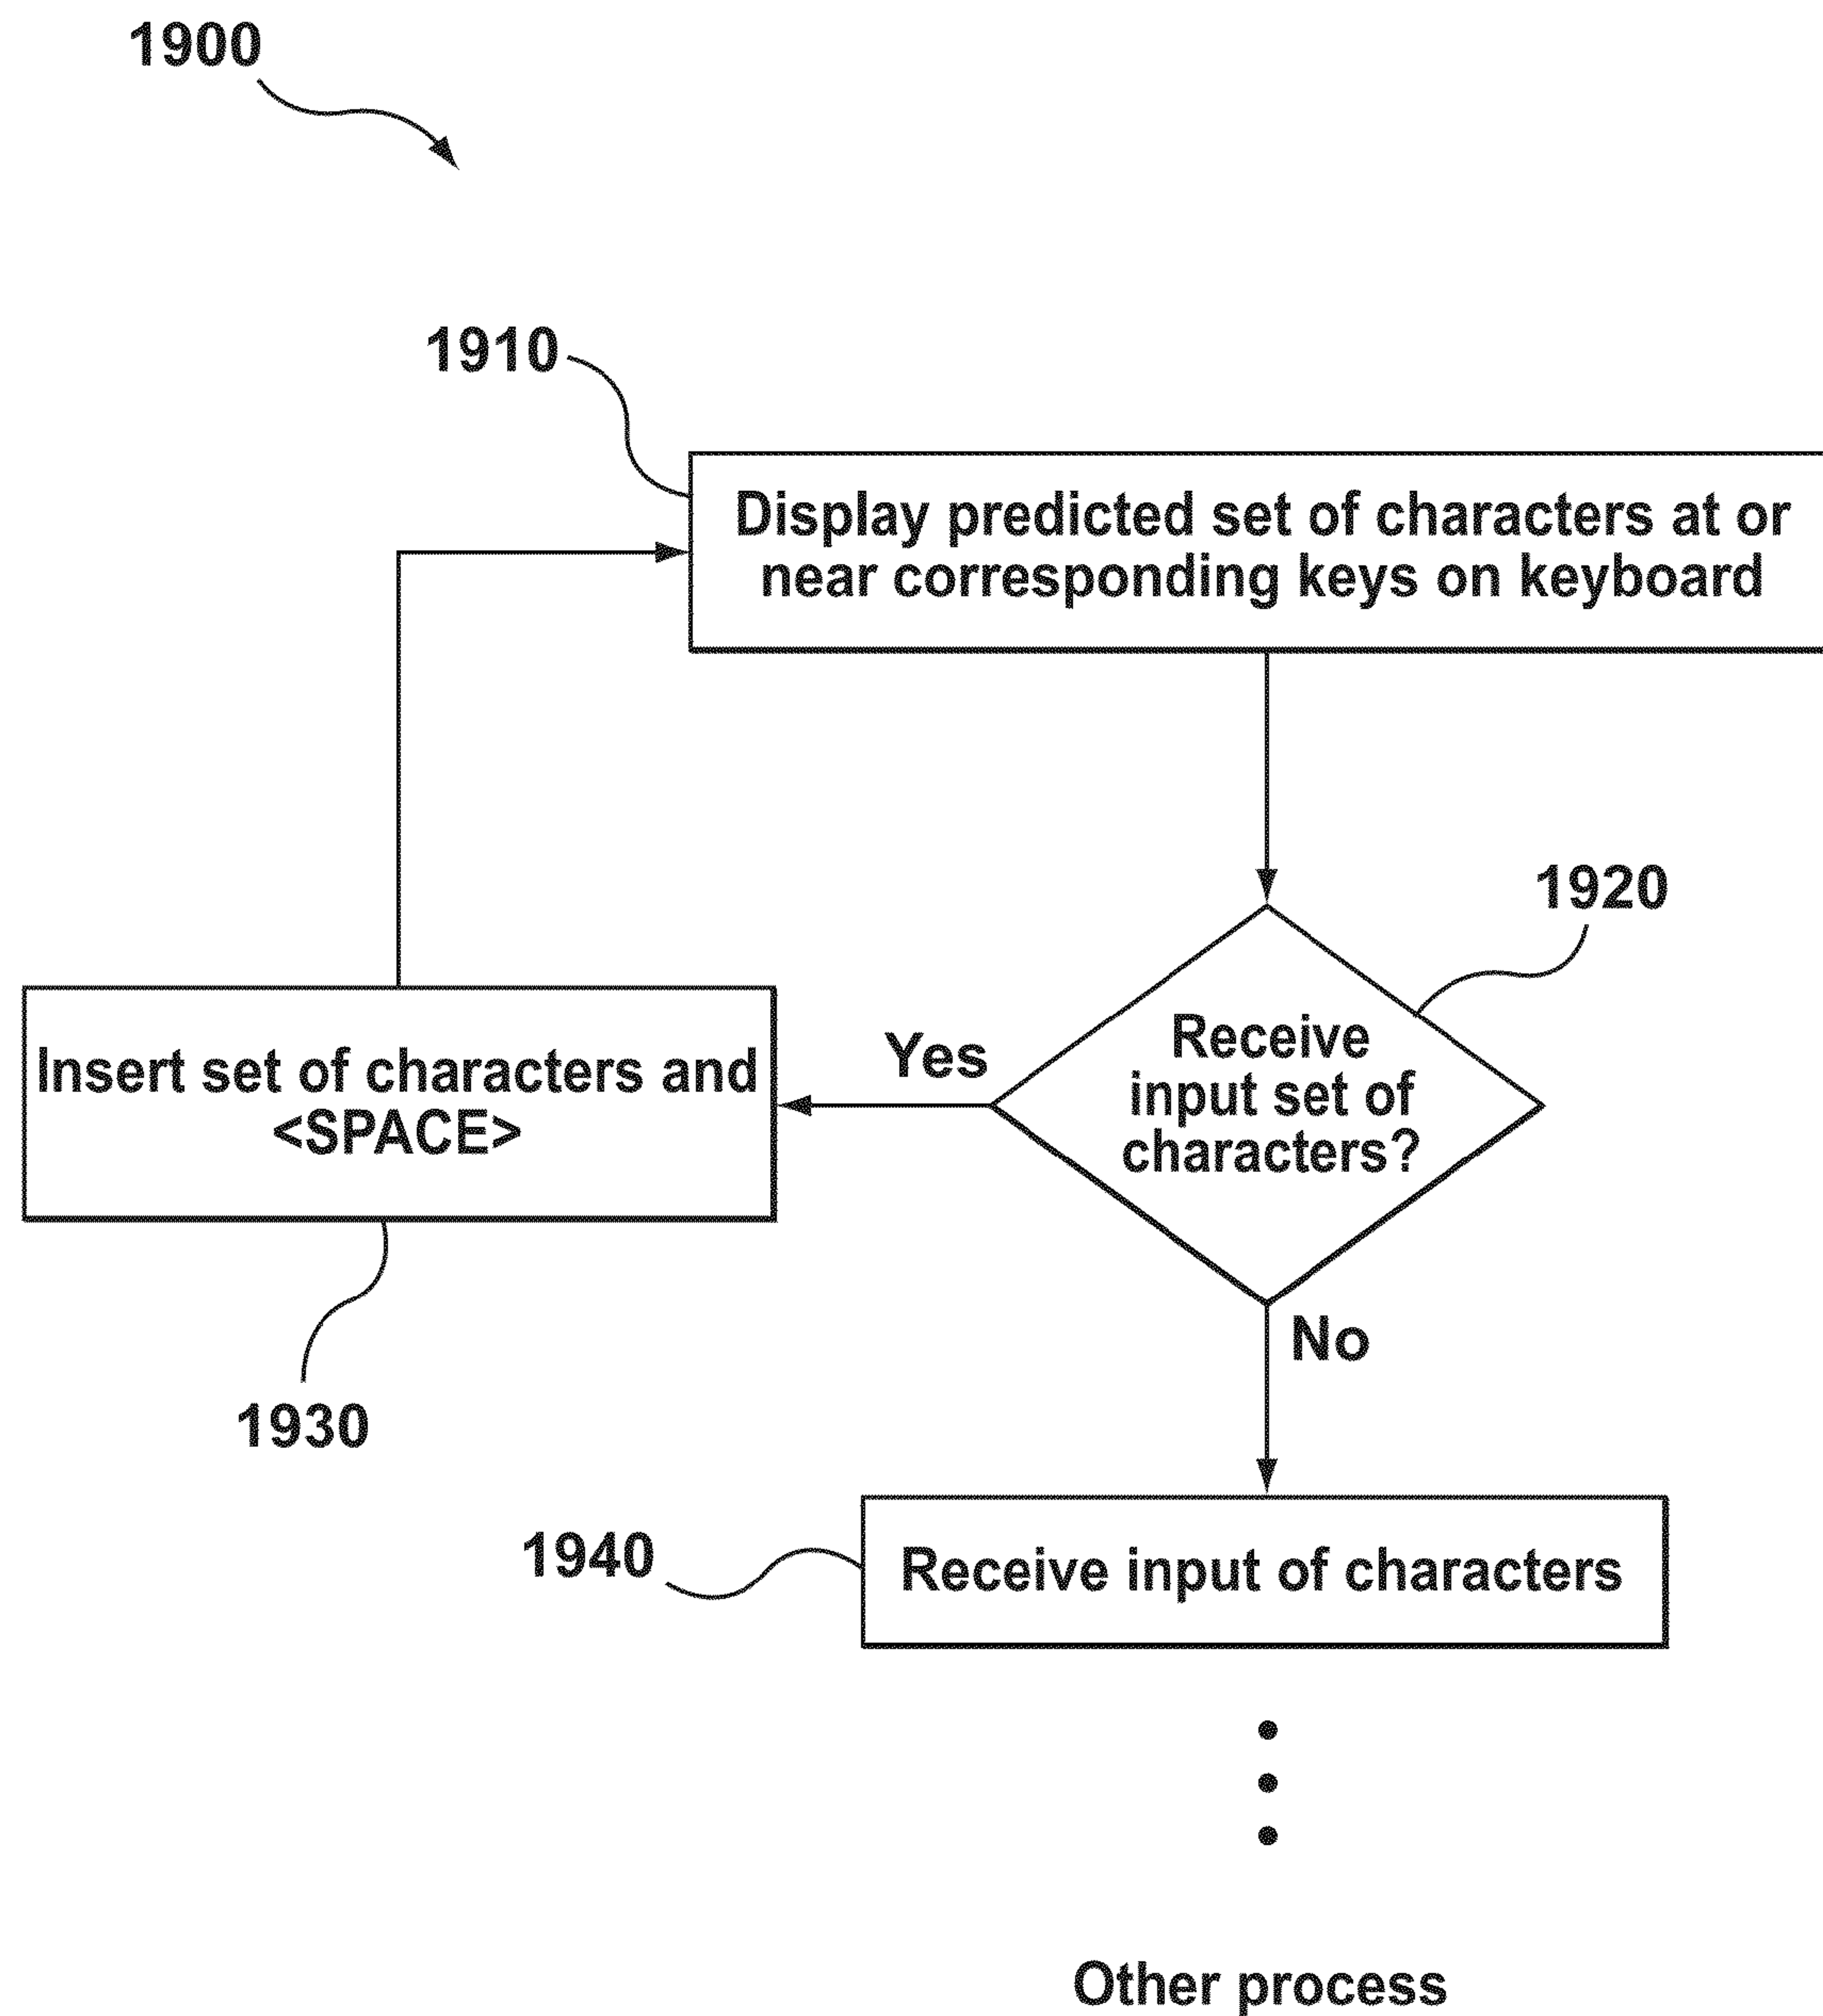 1900
1910
Display predicted set of characters at or
near corresponding keys on keyboard
1920
Receive
input set of
characters?
Yes
Insert set of characters and
<SPACE>
No
1930
1940
Receive input of characters
Other process